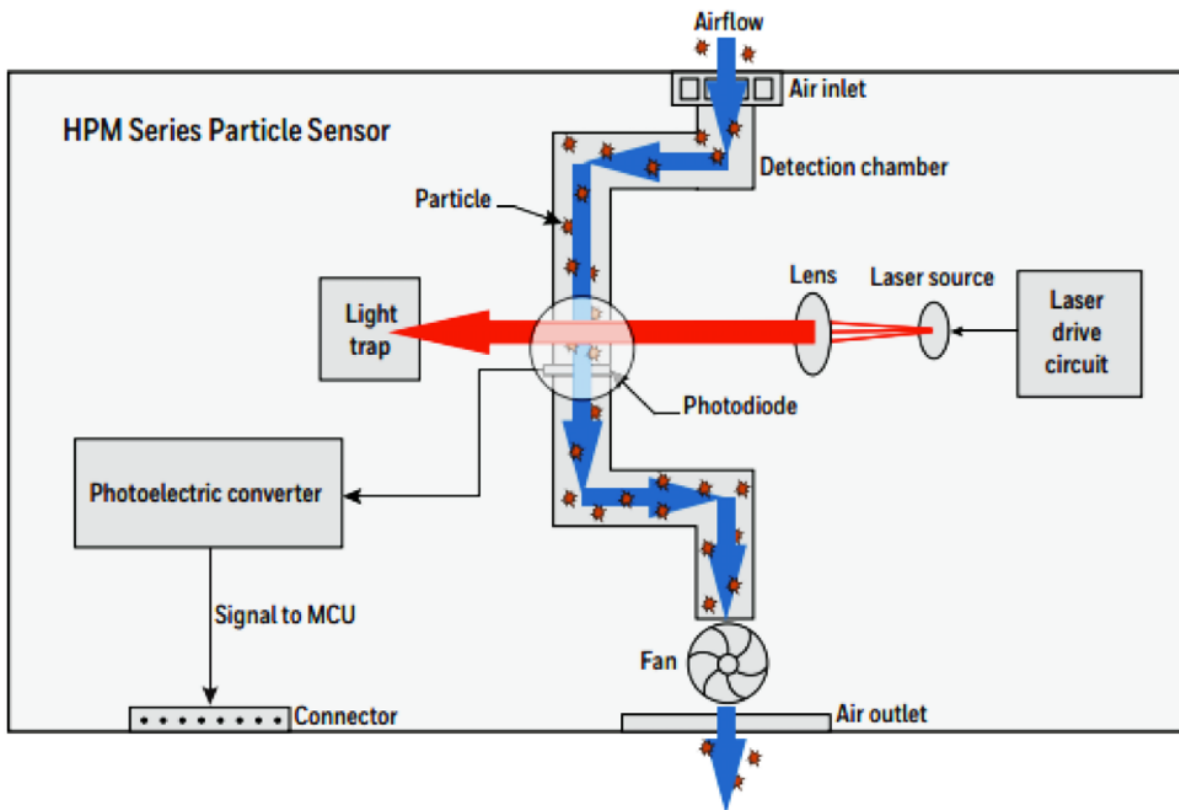 Airflow
Air inlet
HPM Series Particle Sensor
Detection chamber
Particle
Lens
Laser source
Light
trap
Laser
drive
circuit
Photodiode
Photoelectric converter
Signal to MCU
Fan
Connector
Air outlet